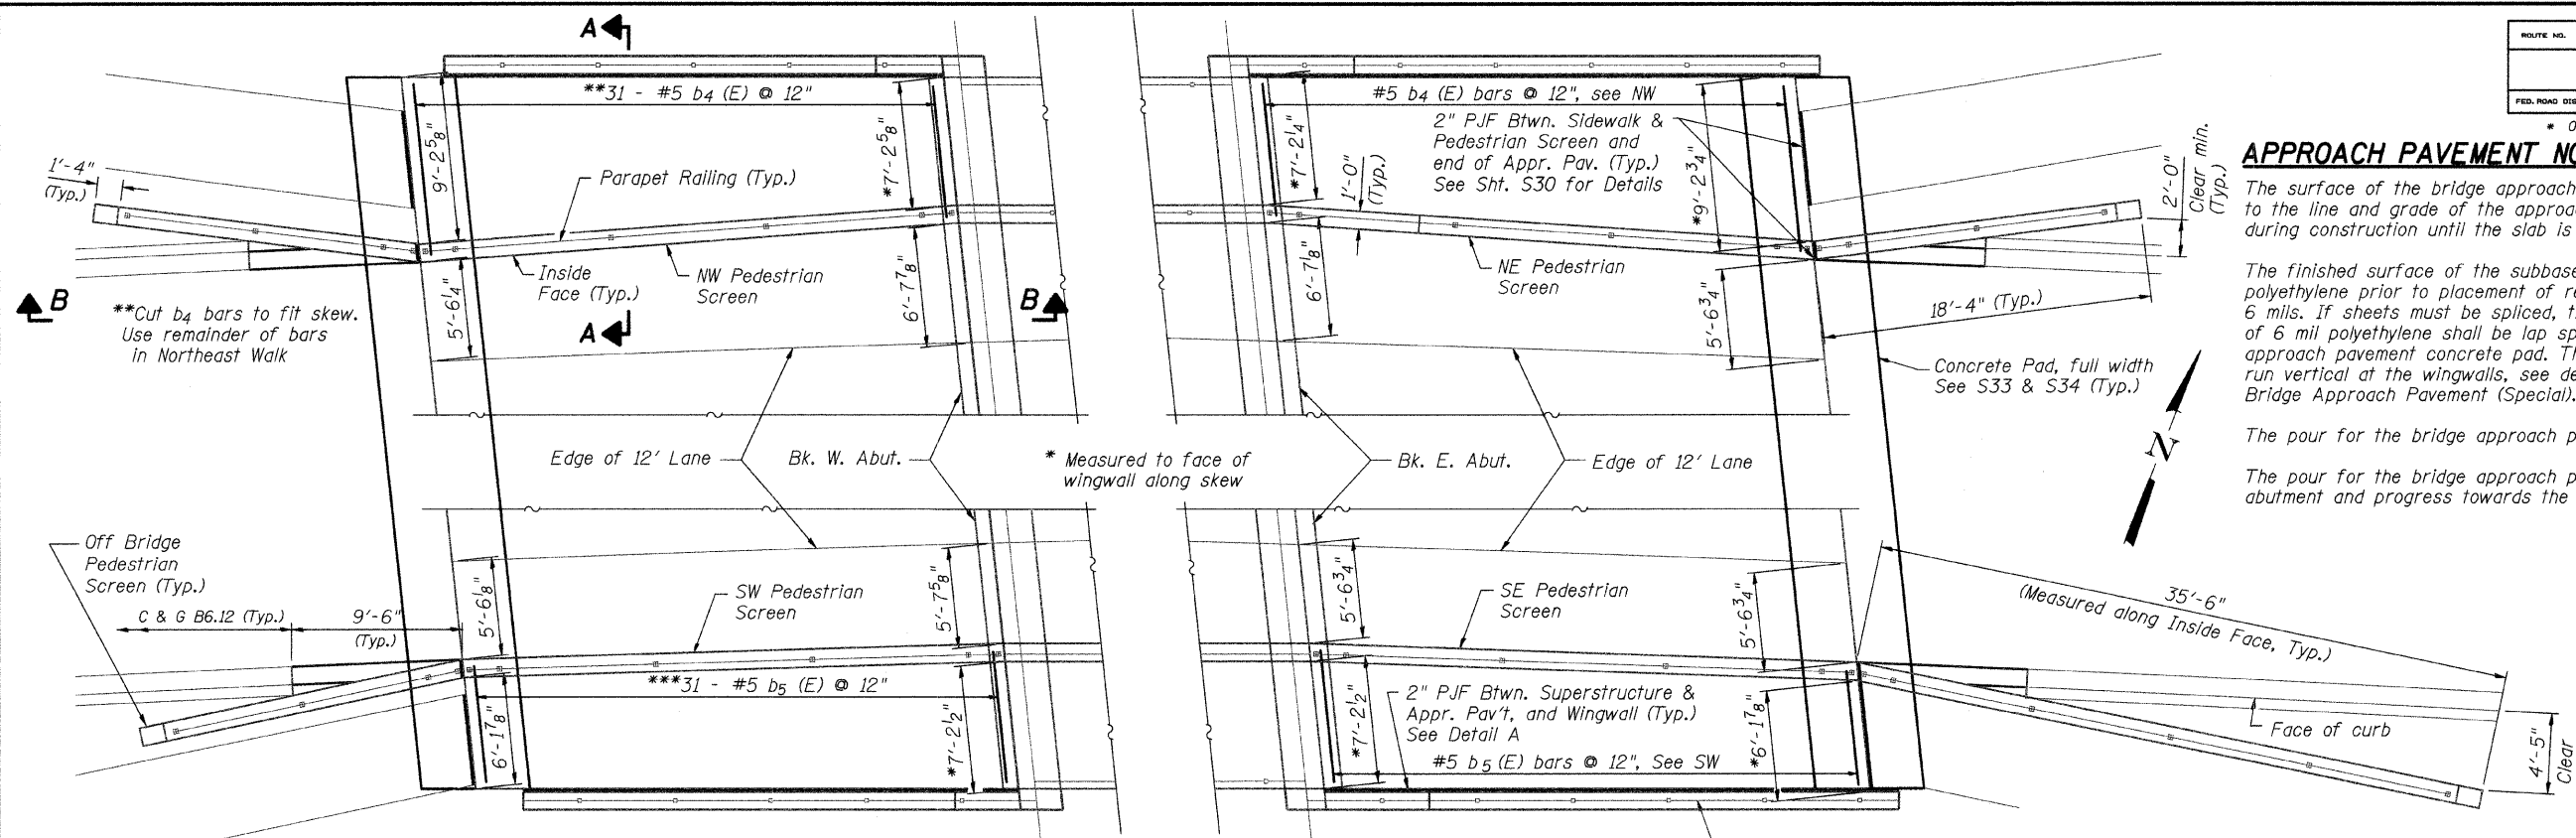 A
ROUTE NO.
FED. ROAD DIS
**31 - #5 b4 (E) @ 12"
#5 b4 (E) bars @ 12", see NW
2" PJF Btwn. Sidewalk &
Pedestrian Screen and
end of Appr. Pav. (Typ.)
See Sht. S30 for Details
9'-2 5/8"
*7'-2 5/8"
*7'-2 1/4"
1'-0"
(Typ.)
*9'-2 3/4"
2'-0"
Clear min.
(Typ.)
1'-4"
(Typ.)
Parapet Railing (Typ.)
Inside
Face (Typ.)
NW Pedestrian
Screen
NE Pedestrian
Screen
5'-6 1/4"
6'-7 7/8"
6'-7 1/8"
5'-6 3/4"
18'-4" (Typ.)
B
**Cut b4 bars to fit skew.
Use remainder of bars
in Northeast Walk
A
B
Concrete Pad, full width
See S33 & S34 (Typ.)
Edge of 12' Lane
Bk. W. Abut.
* Measured to face of
wingwall along skew
Bk. E. Abut.
Edge of 12' Lane
N
APPROACH PAVEMENT NO
The surface of the bridge approach
to the line and grade of the approa
during construction until the slab is
The finished surface of the subbase
polyethylene prior to placement of re
6 mils. If sheets must be spliced, t
of 6 mil polyethylene shall be lap sp
approach pavement concrete pad. Th
run vertical at the wingwalls, see de
Bridge Approach Pavement (Special).
The pour for the bridge approach p
The pour for the bridge approach p
abutment and progress towards the
Off Bridge
Pedestrian
Screen (Typ.)
C & G B6.12 (Typ.)
9'-6"
(Typ.)
5'-6 1/8"
SW Pedestrian
Screen
5'-7 5/8"
5'-6 3/4"
SE Pedestrian
Screen
5'-6 3/4"
35'-6"
(Measured along Inside Face, Typ.)
***31 - #5 b5 (E) @ 12"
6'-1 7/8"
*7'-2 1/2"
*7'-2 1/2"
2" PJF Btwn. Superstructure &
Appr. Pav't, and Wingwall (Typ.)
See Detail A
#5 b5 (E) bars @ 12", See SW
*6'-1 7/8"
Face of curb
4'-5"
Clear